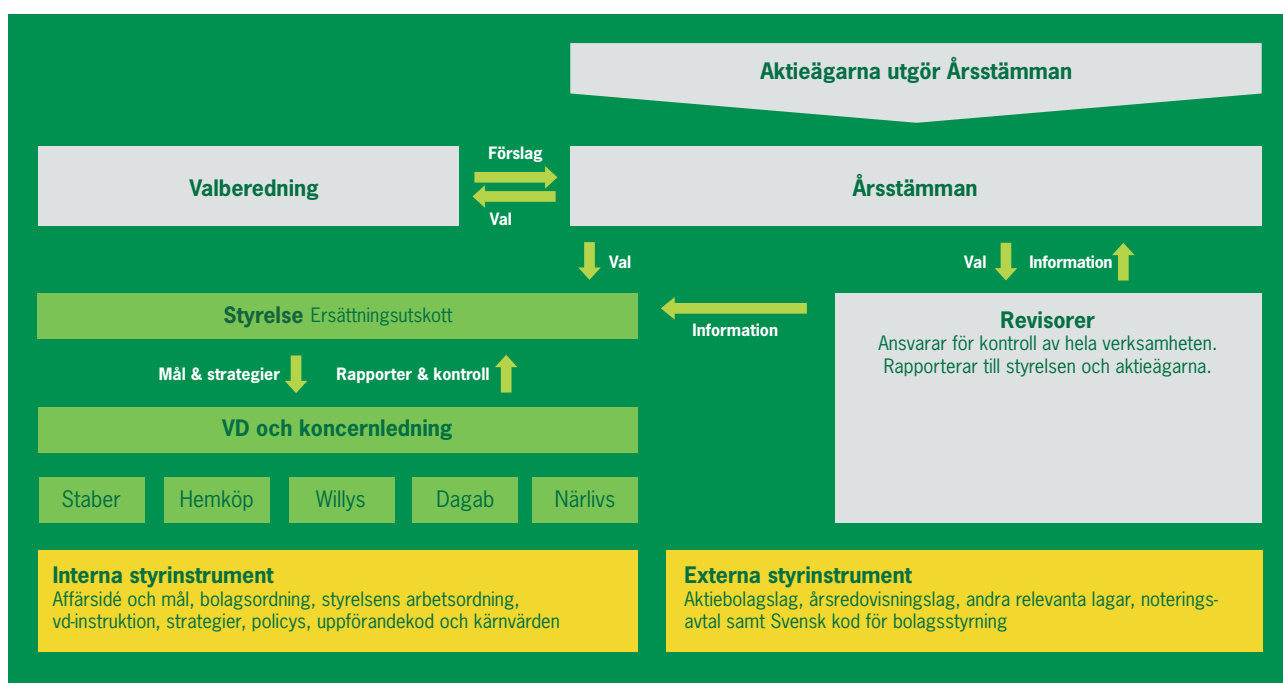 Aktieägarna utgör Årsstämman
Valberedning
Förslag
Val
Årsstämman
Val
Val
Information
Styrelse Ersättningsutskott
Information
Revisorer
Ansvarar för kontroll av hela verksamheten.
Rapporterar till styrelsen och aktieägarna.
Mål & strategier
Rapporter & kontroll
VD och koncernledning
Staber
Hemköp
Willys
Dagab
Närlivs
Interna styrinstrument
Affärsidé och mål, bolagsordning, styrelsens arbetsordning,
vd-instruktion, strategier, policys, uppförandekod och kärnvärden
Externa styrinstrument
Aktiebolagslag, årsredovisningslag, andra relevanta lagar, noterings-
avtal samt Svensk kod för bolagsstyrning